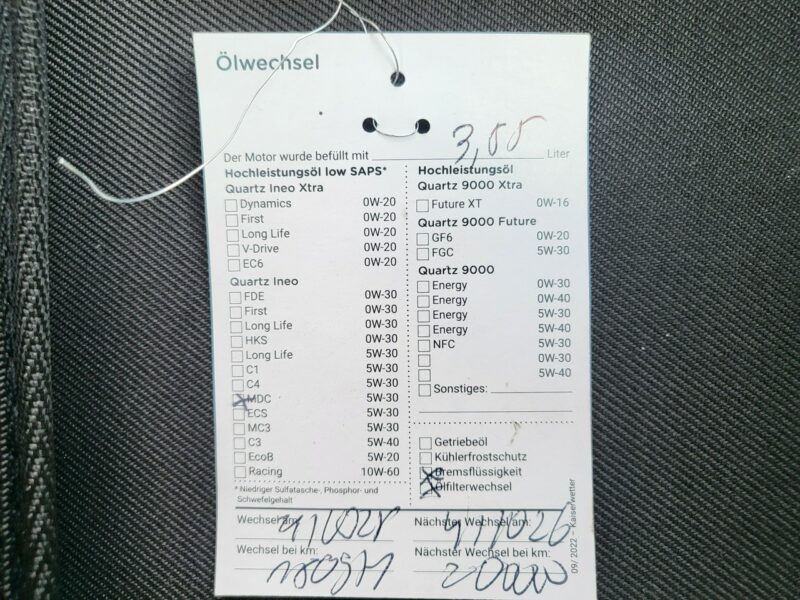 Ölwechsel
Der Motor wurde befüllt mit Liter
Hochleistungsöl low SAPS*
Quartz Ineo Xtra
Dynamics 0W-20
First 0W-20
Long Life 0W-20
V-Drive 0W-20
EC6 0W-20
Quartz Ineo
FDE 0W-30
First 0W-30
Long Life 0W-30
HKS 0W-30
Long Life 5W-30
C1 5W-30
C4 5W-30
MDC 5W-30
ECS 5W-30
MC3 5W-30
C3 5W-40
EcoB 5W-20
Racing 10W-60
* Niedriger Sulfatasche-, Phosphor- und
Schwefelgehalt
Hochleistungsöl
Quartz 9000 Xtra
Future XT 0W-16
Quartz 9000 Future
GF6 0W-20
FGC 5W-30
Quartz 9000
Energy 0W-30
Energy 0W-40
Energy 5W-30
Energy 5W-40
NFC 5W-30
0W-30
5W-40
Sonstiges:
Getriebeöl
Kühlerfrostschutz
Bremsflüssigkeit
Ölfilterwechsel
Wechsel am: Nächster Wechsel am:
Wechsel bei km: Nächster Wechsel bei km:
09/2022 - Kaiserwetter